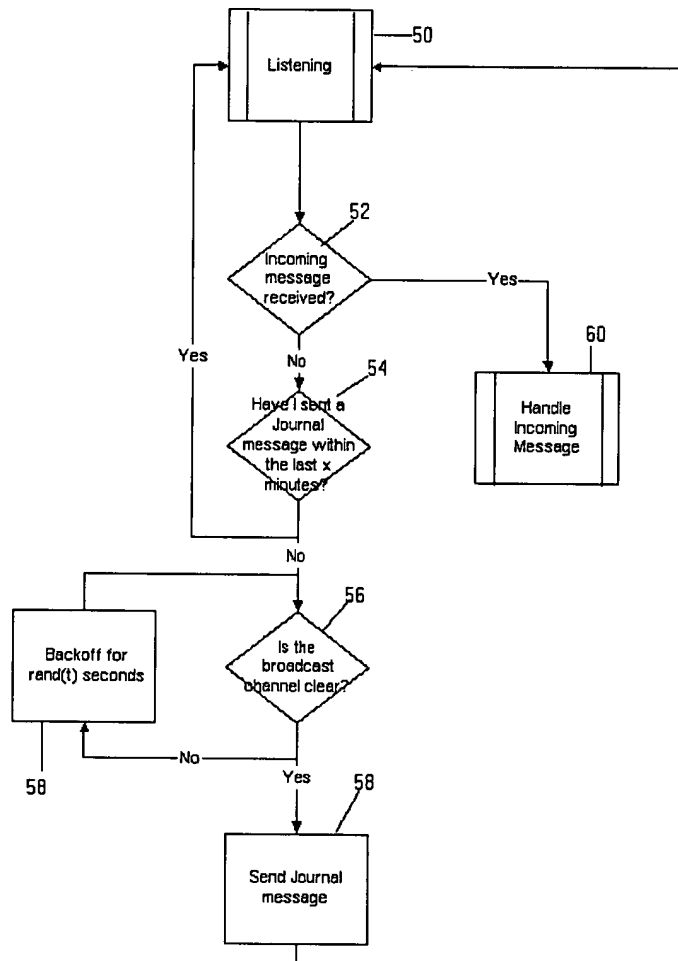 50
Listening
52
Incoming
message
received?
Yes
Yes
No
60
54
Have I sent a
Journal
message within
the last x
minutes?
Handle
Incoming
Message
No
56
Is the
broadcast
channel clear?
Backoff for
rand(t) seconds
No
58
Yes
58
Send Journal
message